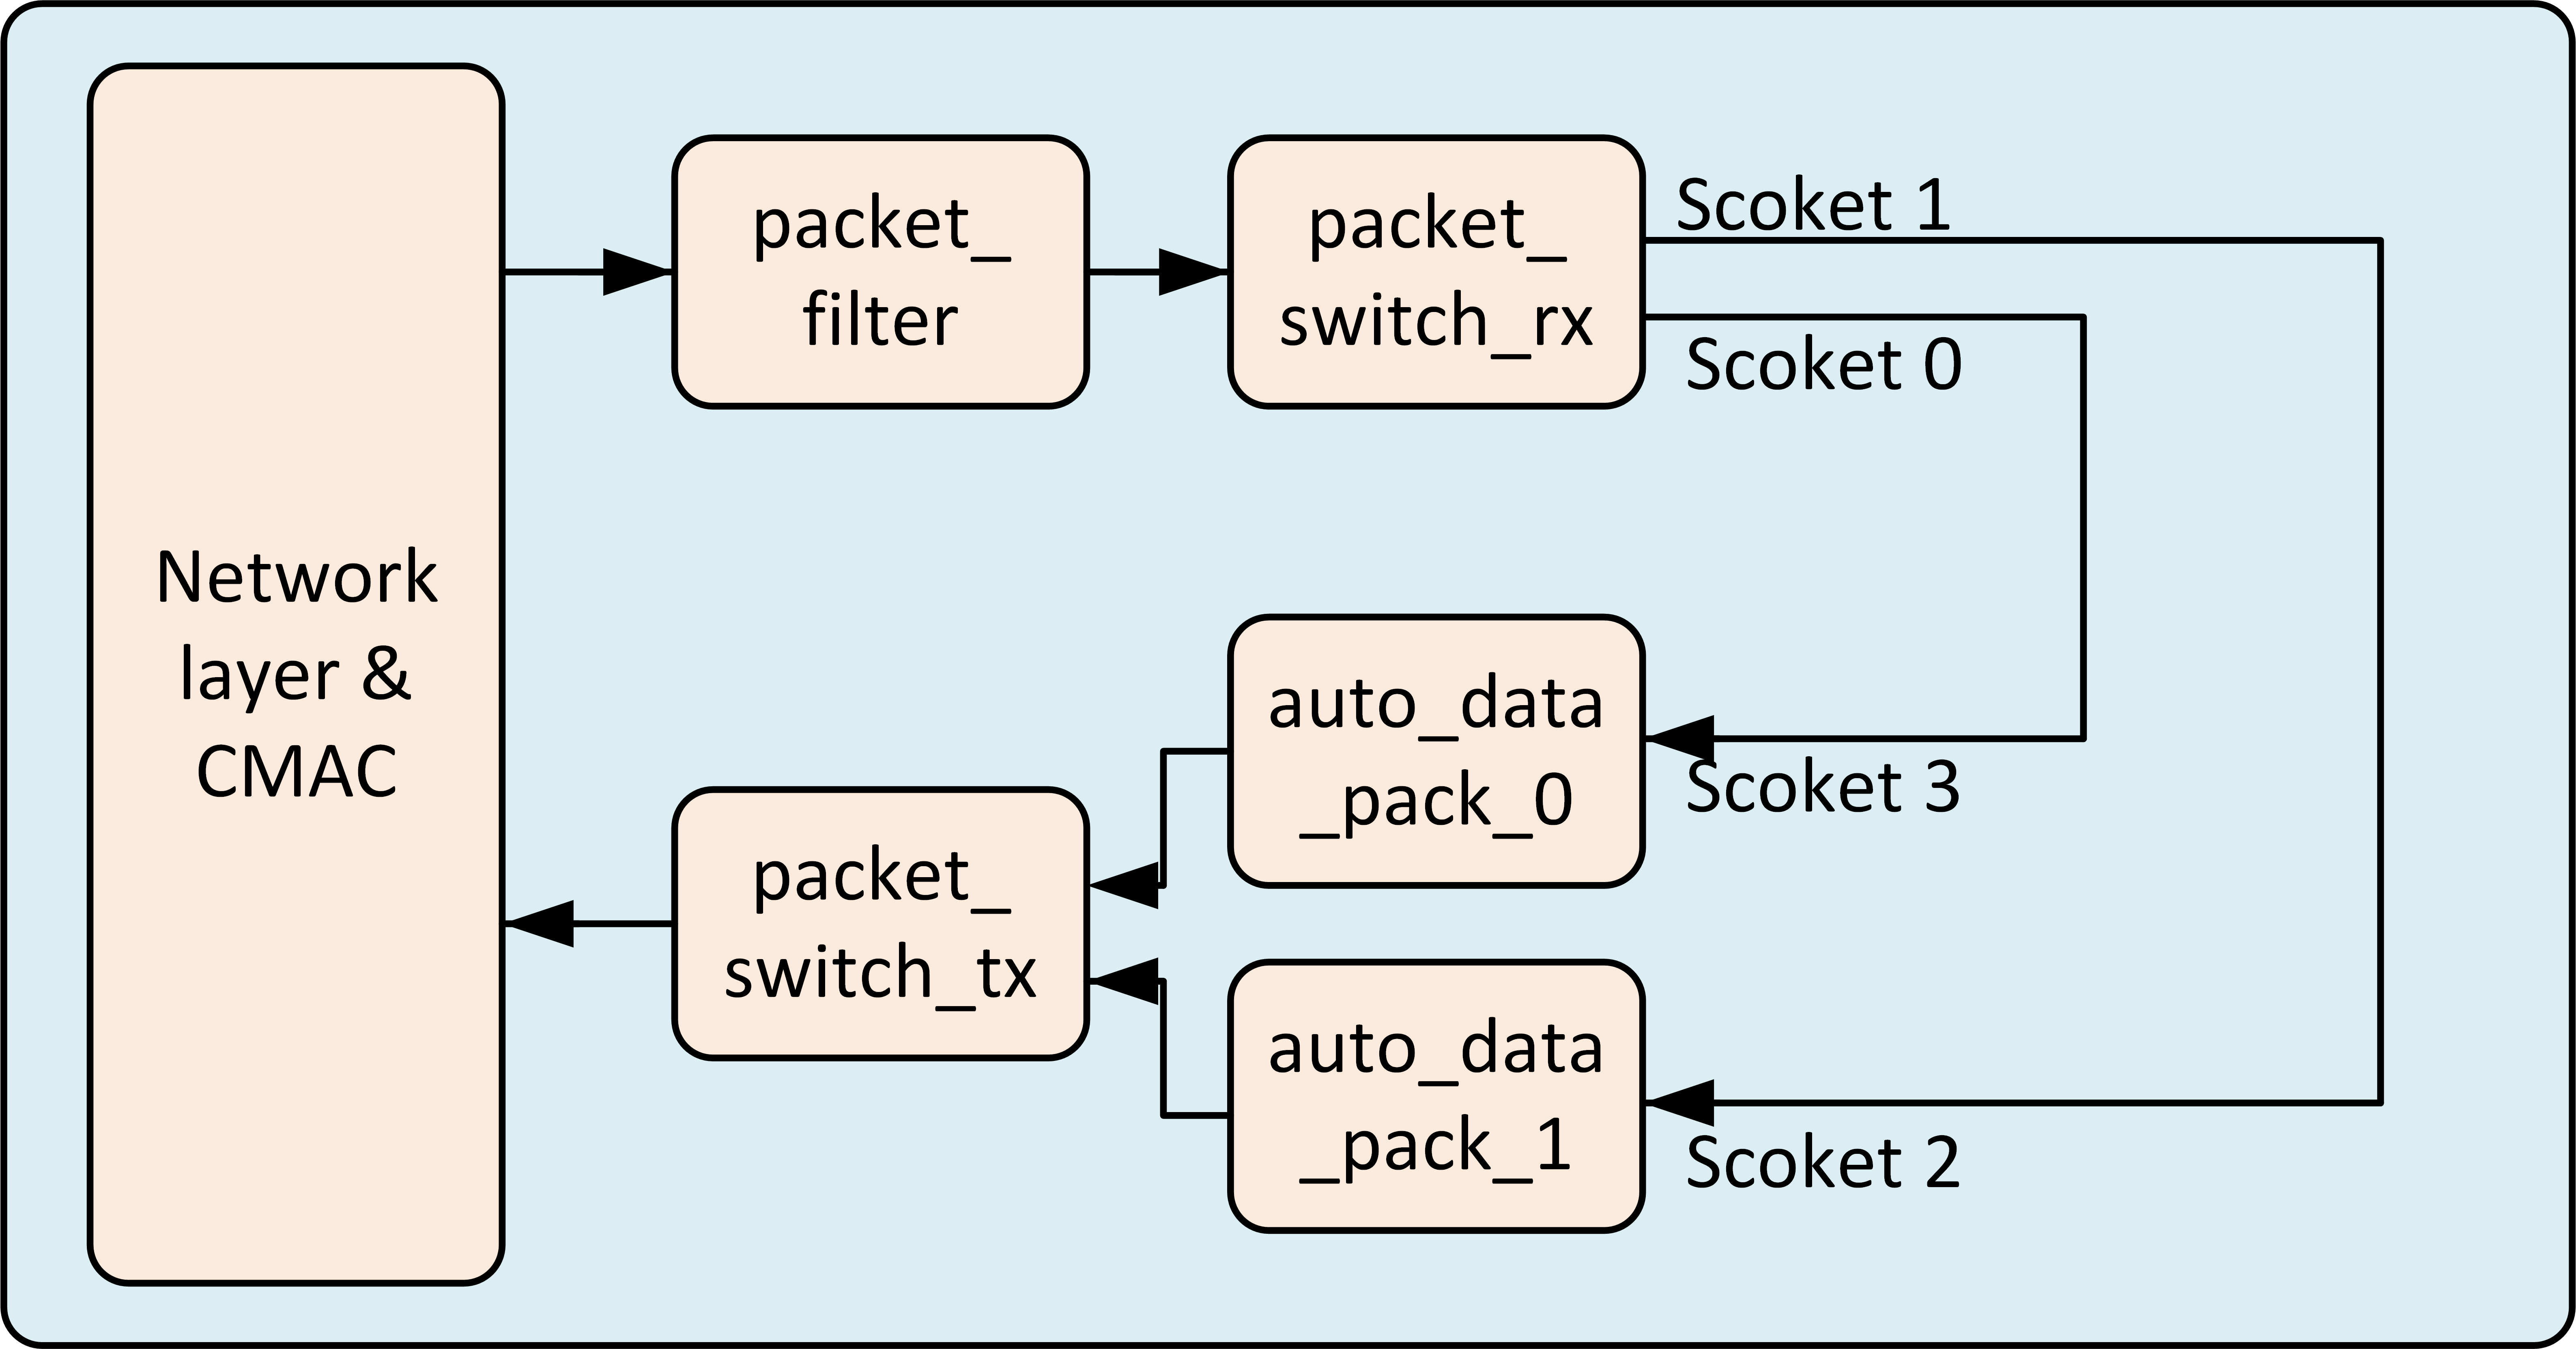 Network
layer &
CMAC
packet_
filter
packet_
switch_rx
Scoket 1
Scoket 0
auto_data
_pack_0
Scoket 3
packet_
switch_tx
auto_data
_pack_1
Scoket 2